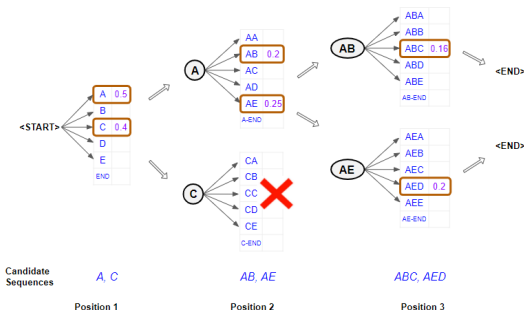 <START>
A 0.5
B
C 0.4
D
E
END
A
AA
AB 0.2
AC
AD
AE 0.25
A-END
C
CA
CB
CC
CD
CE
C-END
AB
ABA
ABB
ABC 0.16
ABD
ABE
AB-END
<END>
AE
AEA
AEB
AEC
AED 0.2
AEE
AB-END
<END>
Candidate
Sequences
A, C
AB, AE
ABC, AED
Position 1
Position 2
Position 3